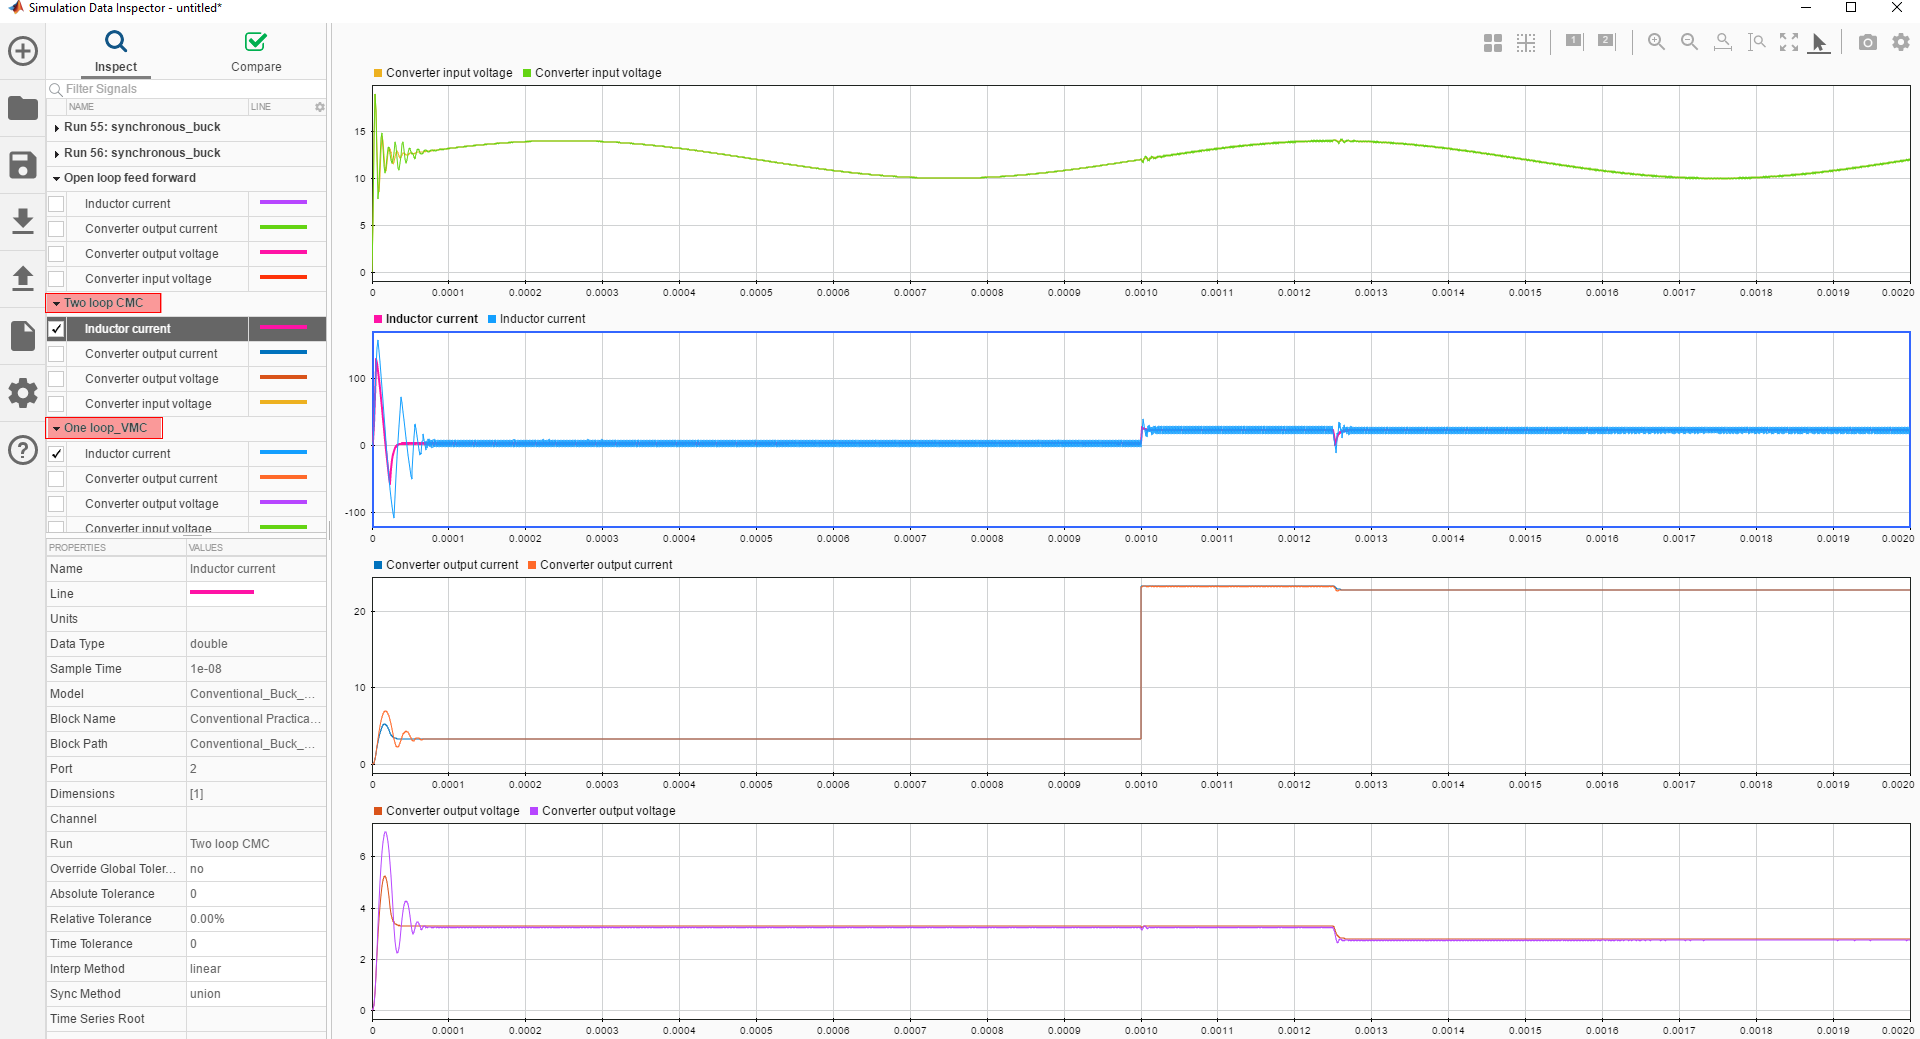 Simulation Data Inspector - untitled*
Inspect
Compare
Filter Signals
NAME LINE
Run 55: synchronous_buck
Run 56: synchronous_buck
Open loop feed forward
Inductor current
Converter output current
Converter output voltage
Converter input voltage
Two loop CMC
Inductor current
Converter output current
Converter output voltage
Converter input voltage
One loop_VMC
Inductor current
Converter output current
Converter output voltage
Converter input voltage
PROPERTIES VALUES
Name Inductor current
Line
Units
Data Type double
Sample Time 1e-08
Model Conventional_Buck_...
Block Name Conventional Practica...
Block Path Conventional_Buck_...
Port 2
Dimensions [1]
Channel
Run Two loop CMC
Override Global Toler... no
Absolute Tolerance 0
Relative Tolerance 0.00%
Time Tolerance 0
Interp Method linear
Sync Method union
Time Series Root
1 2
Converter input voltage Converter input voltage
15
10
5
0
0 0.0001 0.0002 0.0003 0.0004 0.0005 0.0006 0.0007 0.0008 0.0009 0.0010 0.0011 0.0012 0.0013 0.0014 0.0015 0.0016 0.0017 0.0018 0.0019 0.0020
Inductor current Inductor current
100
0
-100
0 0.0001 0.0002 0.0003 0.0004 0.0005 0.0006 0.0007 0.0008 0.0009 0.0010 0.0011 0.0012 0.0013 0.0014 0.0015 0.0016 0.0017 0.0018 0.0019 0.0020
Converter output current Converter output current
20
10
0
0 0.0001 0.0002 0.0003 0.0004 0.0005 0.0006 0.0007 0.0008 0.0009 0.0010 0.0011 0.0012 0.0013 0.0014 0.0015 0.0016 0.0017 0.0018 0.0019 0.0020
Converter output voltage Converter output voltage
6
4
2
0
0 0.0001 0.0002 0.0003 0.0004 0.0005 0.0006 0.0007 0.0008 0.0009 0.0010 0.0011 0.0012 0.0013 0.0014 0.0015 0.0016 0.0017 0.0018 0.0019 0.0020